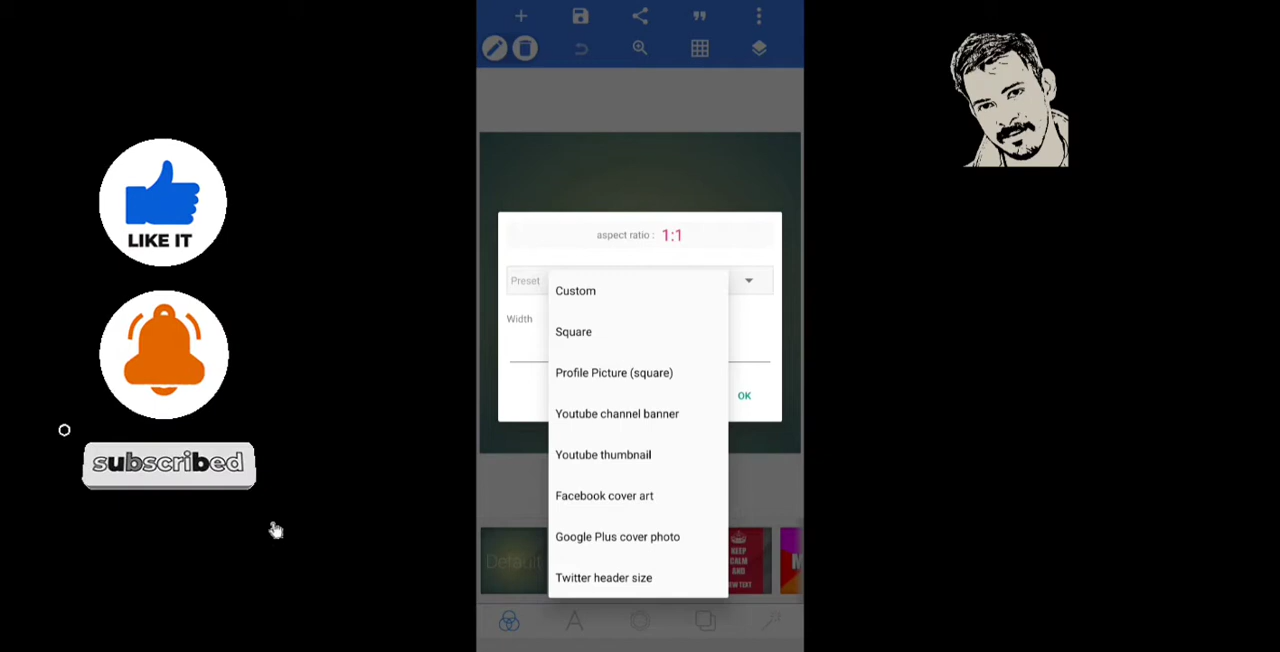 LIKE IT
subscribed
aspect ratio : 1:1
Preset
Custom
Width
Square
Profile Picture (square)
OK
Youtube channel banner
Youtube thumbnail
Facebook cover art
Google Plus cover photo
Twitter header size
Default
KEEP
CALM
AND